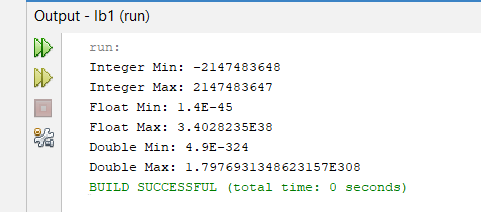 Output - lb1 (run)
run:
Integer Min: -2147483648
Integer Max: 2147483647
Float Min: 1.4E-45
Float Max: 3.4028235E38
Double Min: 4.9E-324
Double Max: 1.7976931348623157E308
BUILD SUCCESSFUL (total time: 0 seconds)